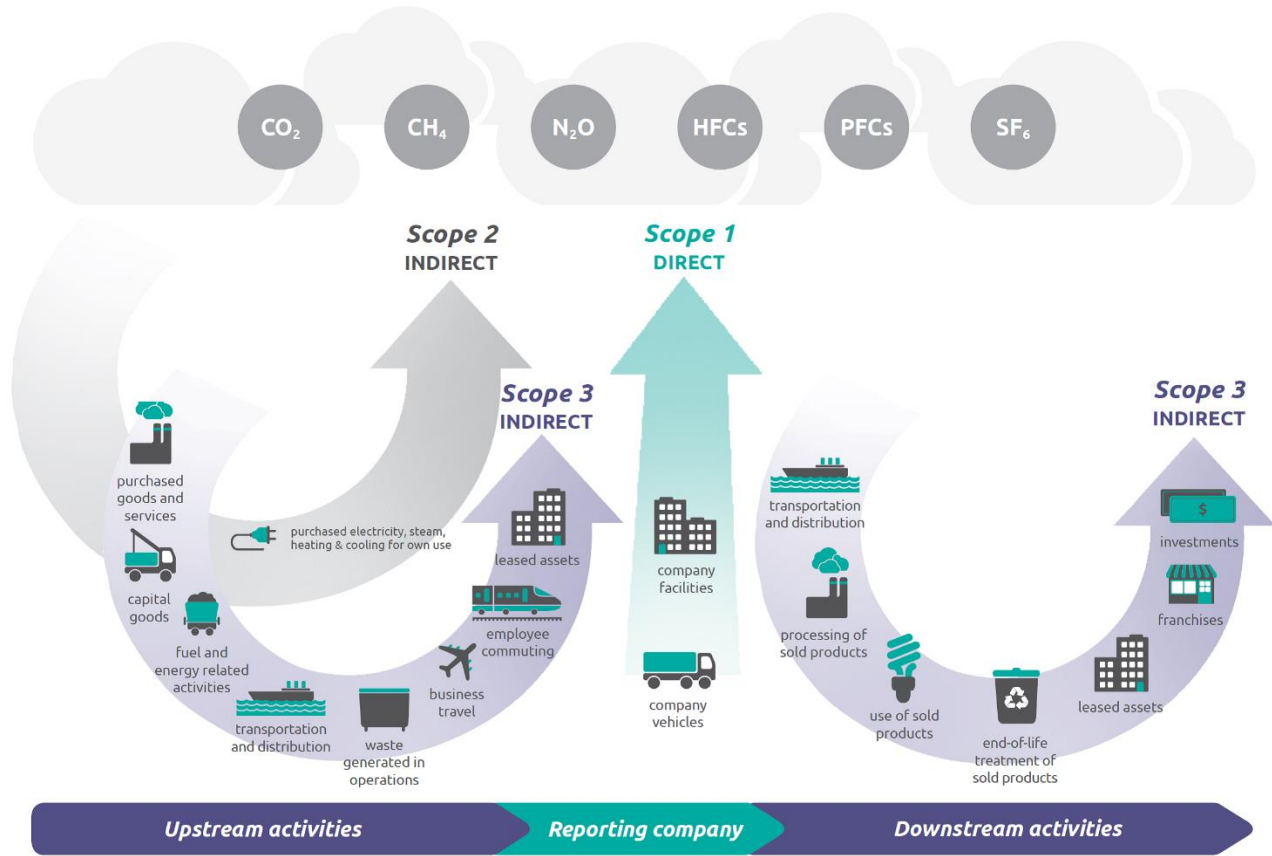 CO₂
CH₄
N₂O
HFCs
PFCs
SF₆
Scope 2
INDIRECT
Scope 1
DIRECT
Scope 3
INDIRECT
Scope 3
INDIRECT
purchased
goods and
services
capital
goods
fuel and
energy related
activities
purchased electricity, steam,
heating & cooling for own use
transportation
and distribution
waste
generated in
operations
business
travel
employee
commuting
leased assets
company
facilities
company
vehicles
transportation
and distribution
processing of
sold products
use of sold
products
end-of-life
treatment of
sold products
leased assets
franchises
$
investments
Upstream activities
Reporting company
Downstream activities